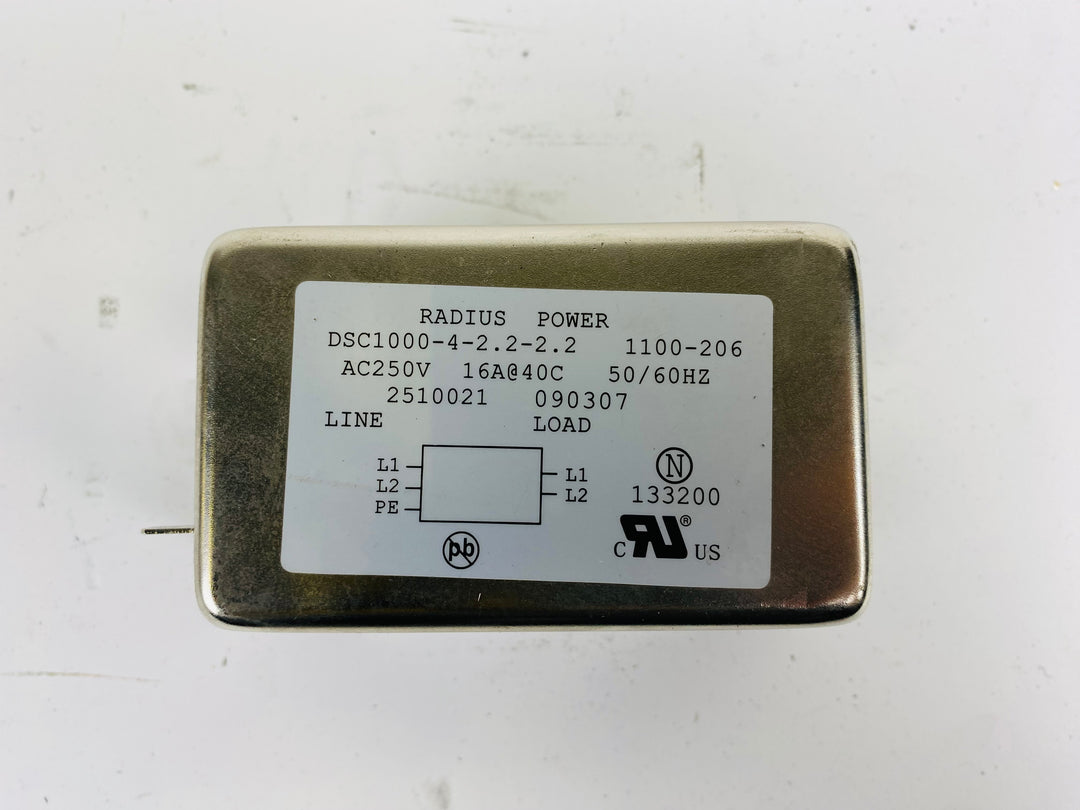 RADIUS POWER
DSC1000-4-2.2-2.2 1100-206
AC250V 16A@40C 50/60HZ
2510021 090307
LINE LOAD
L1 L1
L2 L2
PE
N
133200
pb
C RU® US